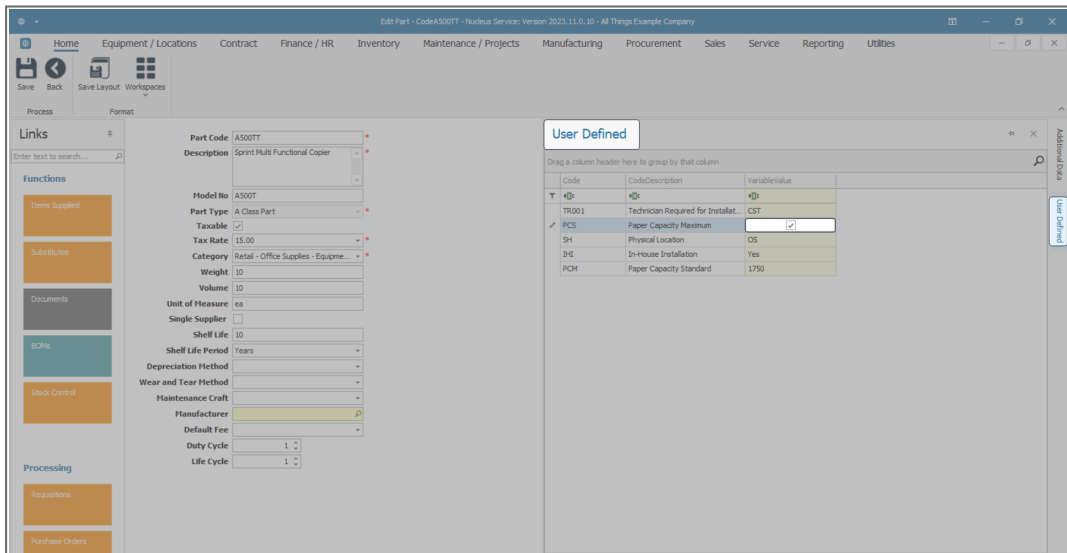 Edit Part - CodeA500TT - Nucleus Service: Version 2023.11.0.10 - All Things Example Company
Home Equipment / Locations Contract Finance / HR Inventory Maintenance / Projects Manufacturing Procurement Sales Service Reporting Utilities
Save Back Save Layout Workspaces
Process Format
Links
Enter text to search...
Functions
Items Supplied
Substitutes
Documents
BOMs
Stock Control
Processing
Requisitions
Purchase Orders
Part Code A500TT *
Description Sprint Multi Functional Copier *
Model No A500T
Part Type A Class Part *
Taxable
Tax Rate 15.00 *
Category Retail - Office Supplies - Equipme... *
Weight 10
Volume 10
Unit of Measure ea
Single Supplier
Shelf Life 10
Shelf Life Period Years
Depreciation Method
Wear and Tear Method
Maintenance Craft
Manufacturer
Default Fee
Duty Cycle 1
Life Cycle 1
User Defined
Drag a column header here to group by that column
Code CodeDescription VariableValue
TR001 Technician Required for Installat... CST
PCS Paper Capacity Maximum
SH Physical Location OS
IHI In-House Installation Yes
PCM Paper Capacity Standard 1750
Additional Data
User Defined